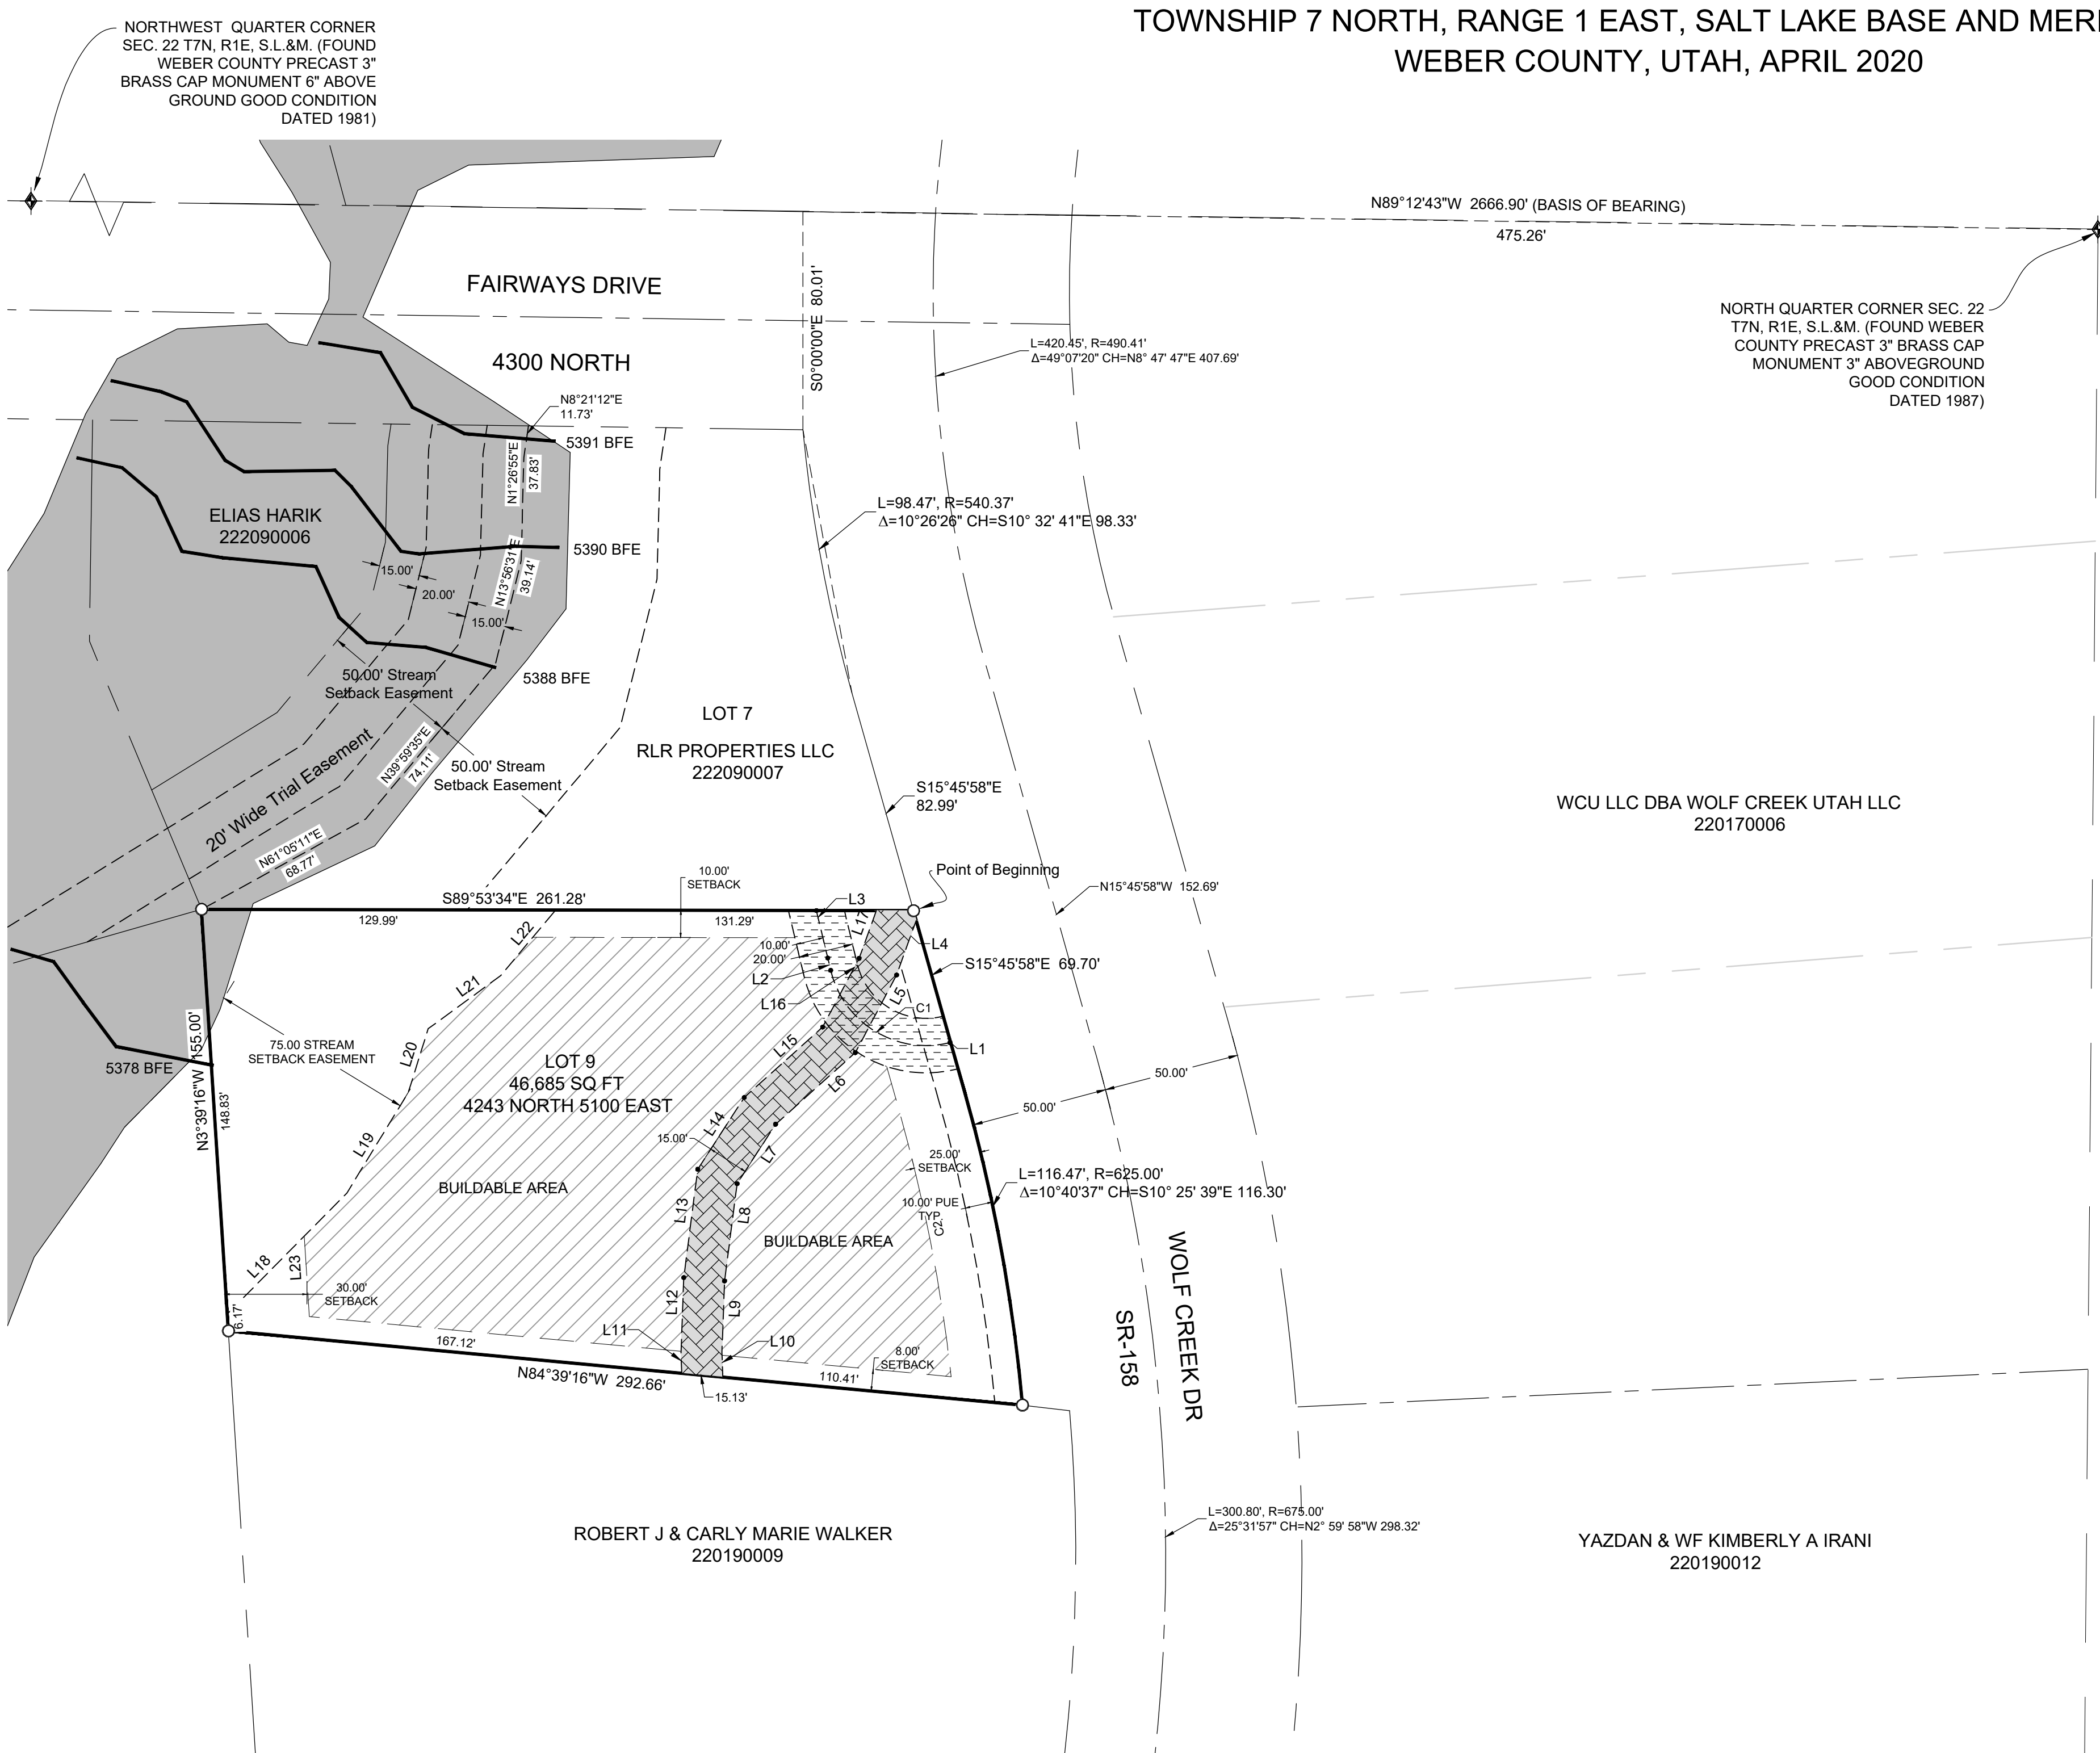 TOWNSHIP 7 NORTH, RANGE 1 EAST, SALT LAKE BASE AND MERI
WEBER COUNTY, UTAH, APRIL 2020
NORTHWEST QUARTER CORNER
SEC. 22 T7N, R1E, S.L.&M. (FOUND
WEBER COUNTY PRECAST 3"
BRASS CAP MONUMENT 6" ABOVE
GROUND GOOD CONDITION
DATED 1981)
N89°12'43"W 2666.90' (BASIS OF BEARING)
475.26'
NORTH QUARTER CORNER SEC. 22
T7N, R1E, S.L.&M. (FOUND WEBER
COUNTY PRECAST 3" BRASS CAP
MONUMENT 3" ABOVEGROUND
GOOD CONDITION
DATED 1987)
FAIRWAYS DRIVE
4300 NORTH
S0°00'00"E 80.01'
L=420.45', R=490.41'
Δ=49°07'20" CH=N8° 47' 47"E 407.69'
N8°21'12"E
11.73'
5391 BFE
N1°26'55"E
37.83'
ELIAS HARIK
222090006
L=98.47', R=540.37'
Δ=10°26'26" CH=S10° 32' 41"E 98.33'
5390 BFE
N13°56'31"E
39.14'
15.00'
20.00'
15.00'
50.00' Stream
Setback Easement
5388 BFE
20' Wide Trial Easement
N39°59'35"E
74.11'
50.00' Stream
Setback Easement
LOT 7
RLR PROPERTIES LLC
222090007
S15°45'58"E
82.99'
WCU LLC DBA WOLF CREEK UTAH LLC
220170006
N61°05'11"E
68.77'
Point of Beginning
N15°45'58"W 152.69'
S89°53'34"E 261.28'
129.99'
10.00'
SETBACK
131.29'
L3
L17
L4
L22
10.00'
20.00'
L2
L16
S15°45'58"E 69.70'
L5
C1
L1
L21
L20
L15
L6
75.00 STREAM
SETBACK EASEMENT
N3°39'16"W 155.00'
148.83'
5378 BFE
LOT 9
46,685 SQ FT
4243 NORTH 5100 EAST
50.00'
50.00'
L14
15.00'
L7
L19
BUILDABLE AREA
25.00'
SETBACK
L=116.47', R=625.00'
Δ=10°40'37" CH=S10° 25' 39"E 116.30'
10.00' PUE
TYP.
C2
L13
L8
BUILDABLE AREA
L18
L23
30.00'
SETBACK
L12
L9
6.17'
167.12'
L11
L10
8.00'
SETBACK
110.41'
15.13'
N84°39'16"W 292.66'
WOLF CREEK DR
SR-158
L=300.80', R=675.00'
Δ=25°31'57" CH=N2° 59' 58"W 298.32'
ROBERT J & CARLY MARIE WALKER
220190009
YAZDAN & WF KIMBERLY A IRANI
220190012